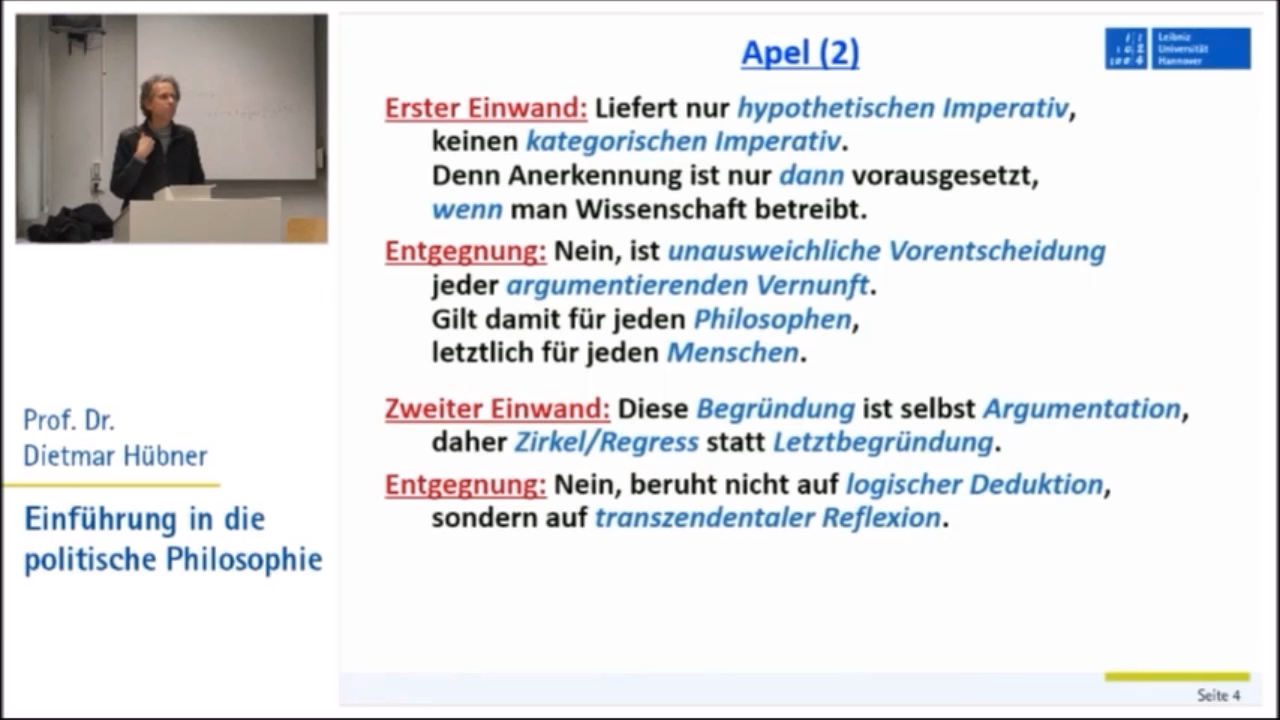 Apel (2)
Leibniz
Universität
Hannover
Erster Einwand: Liefert nur hypothetischen Imperativ,
keinen kategorischen Imperativ.
Denn Anerkennung ist nur dann vorausgesetzt,
wenn man Wissenschaft betreibt.
Entgegnung: Nein, ist unausweichliche Vorentscheidung
jeder argumentierenden Vernunft.
Gilt damit für jeden Philosophen,
letztlich für jeden Menschen.
Zweiter Einwand: Diese Begründung ist selbst Argumentation,
daher Zirkel/Regress statt Letztbegründung.
Entgegnung: Nein, beruht nicht auf logischer Deduktion,
sondern auf transzendentaler Reflexion.
Prof. Dr.
Dietmar Hübner
Einführung in die
politische Philosophie
Seite 4